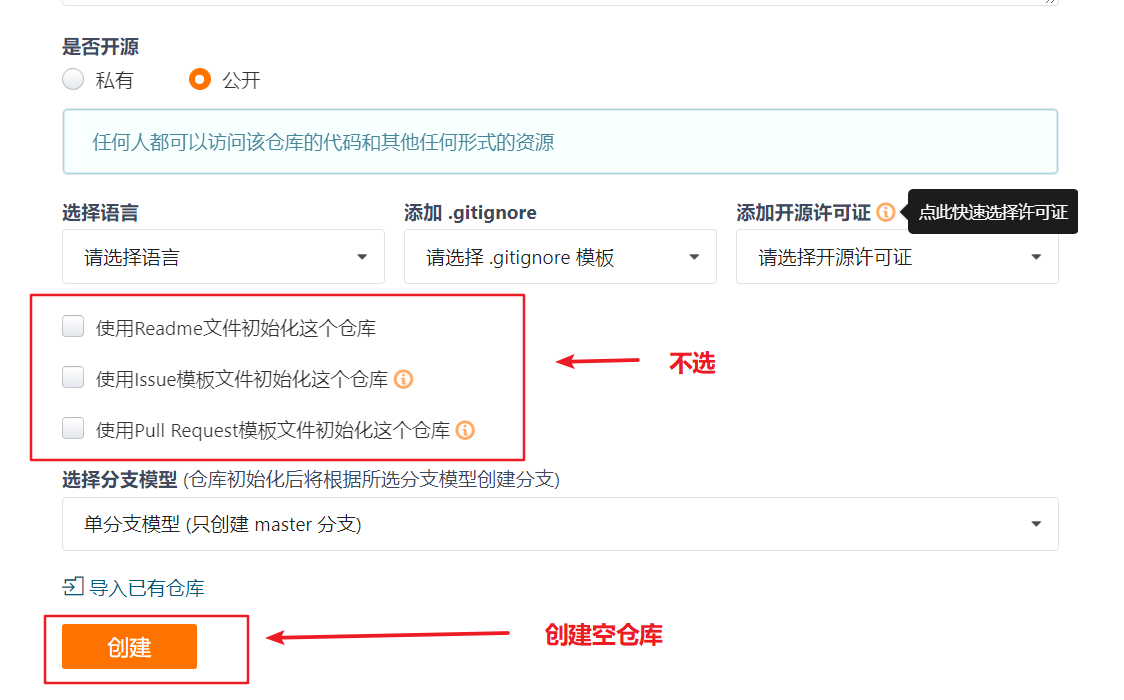 是否开源
私有 公开
任何人都可以访问该仓库的代码和其他任何形式的资源
选择语言 添加 .gitignore 添加开源许可证 点此快速选择许可证
请选择语言 请选择 .gitignore 模板 请选择开源许可证
使用Readme文件初始化这个仓库
不选
使用Issue模板文件初始化这个仓库
使用Pull Request模板文件初始化这个仓库
选择分支模型 (仓库初始化后将根据所选分支模型创建分支)
单分支模型 (只创建 master 分支)
导入已有仓库
创建 创建空仓库